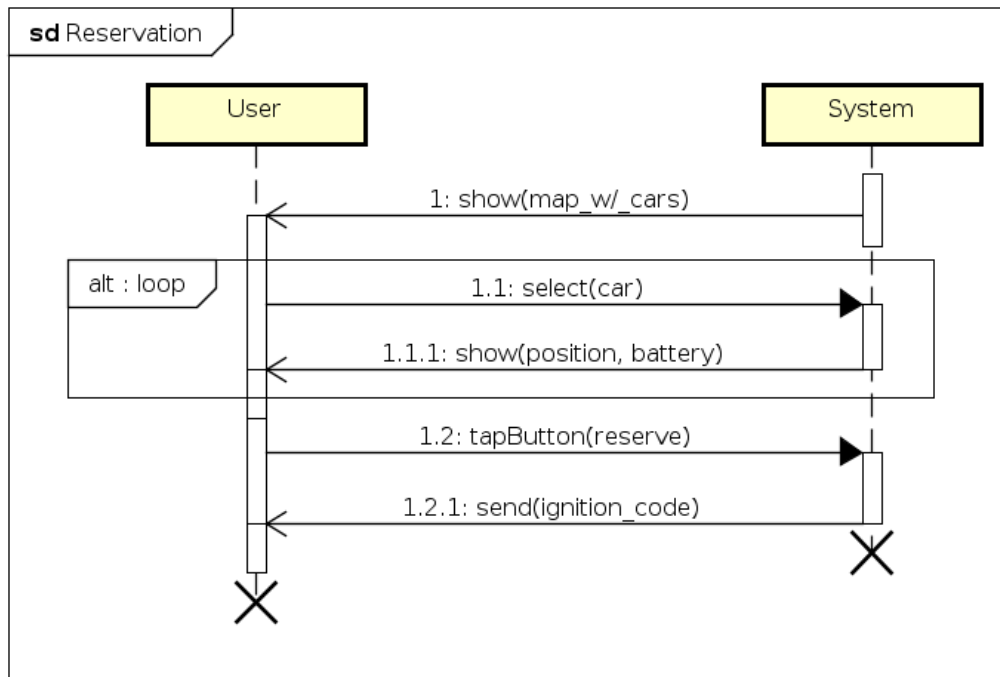 sd Reservation
User
System
1: show(map_w/_cars)
alt : loop
1.1: select(car)
1.1.1: show(position, battery)
1.2: tapButton(reserve)
1.2.1: send(ignition_code)